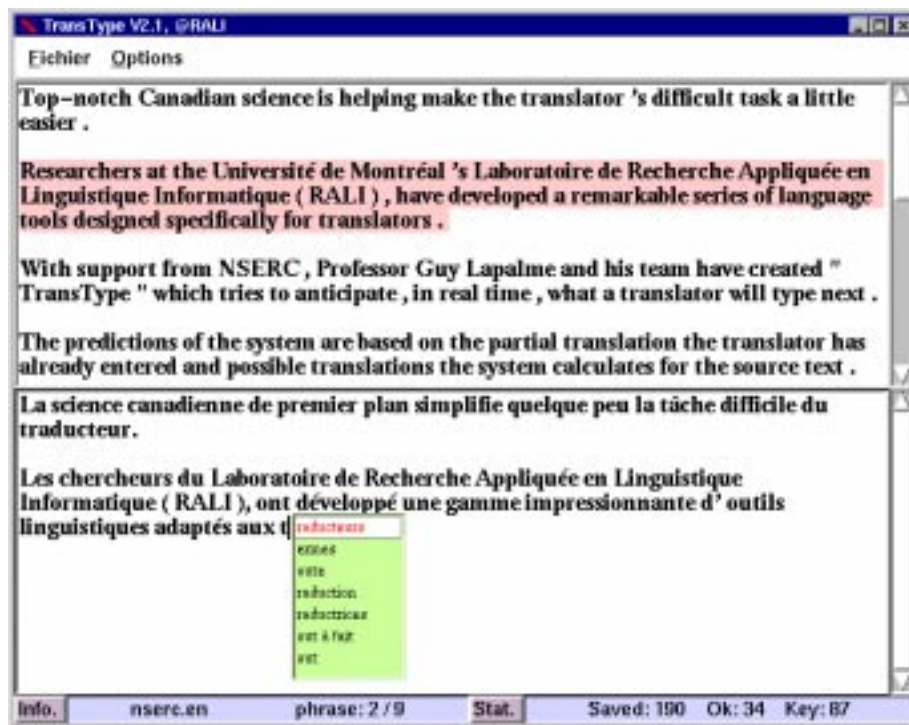 TransType V2.1, @RALI
Fichier Options
Top-notch Canadian science is helping make the translator 's difficult task a little
easier .
Researchers at the Université de Montréal 's Laboratoire de Recherche Appliquée en
Linguistique Informatique ( RALI ) , have developed a remarkable series of language
tools designed specifically for translators .
With support from NSERC , Professor Guy Lapalme and his team have created "
TransType " which tries to anticipate , in real time , what a translator will type next .
The predictions of the system are based on the partial translation the translator has
already entered and possible translations the system calculates for the source text .
La science canadienne de premier plan simplifie quelque peu la tâche difficile du
traducteur.
Les chercheurs du Laboratoire de Recherche Appliquée en Linguistique
Informatique ( RALI ), ont développé une gamme impressionnante d' outils
linguistiques adaptés aux t
raducteurs
raduction
raductrices
out à fait
out
Info. nserc.en phrase: 2 / 9 Stat. Saved: 190 Ok: 34 Key: 87